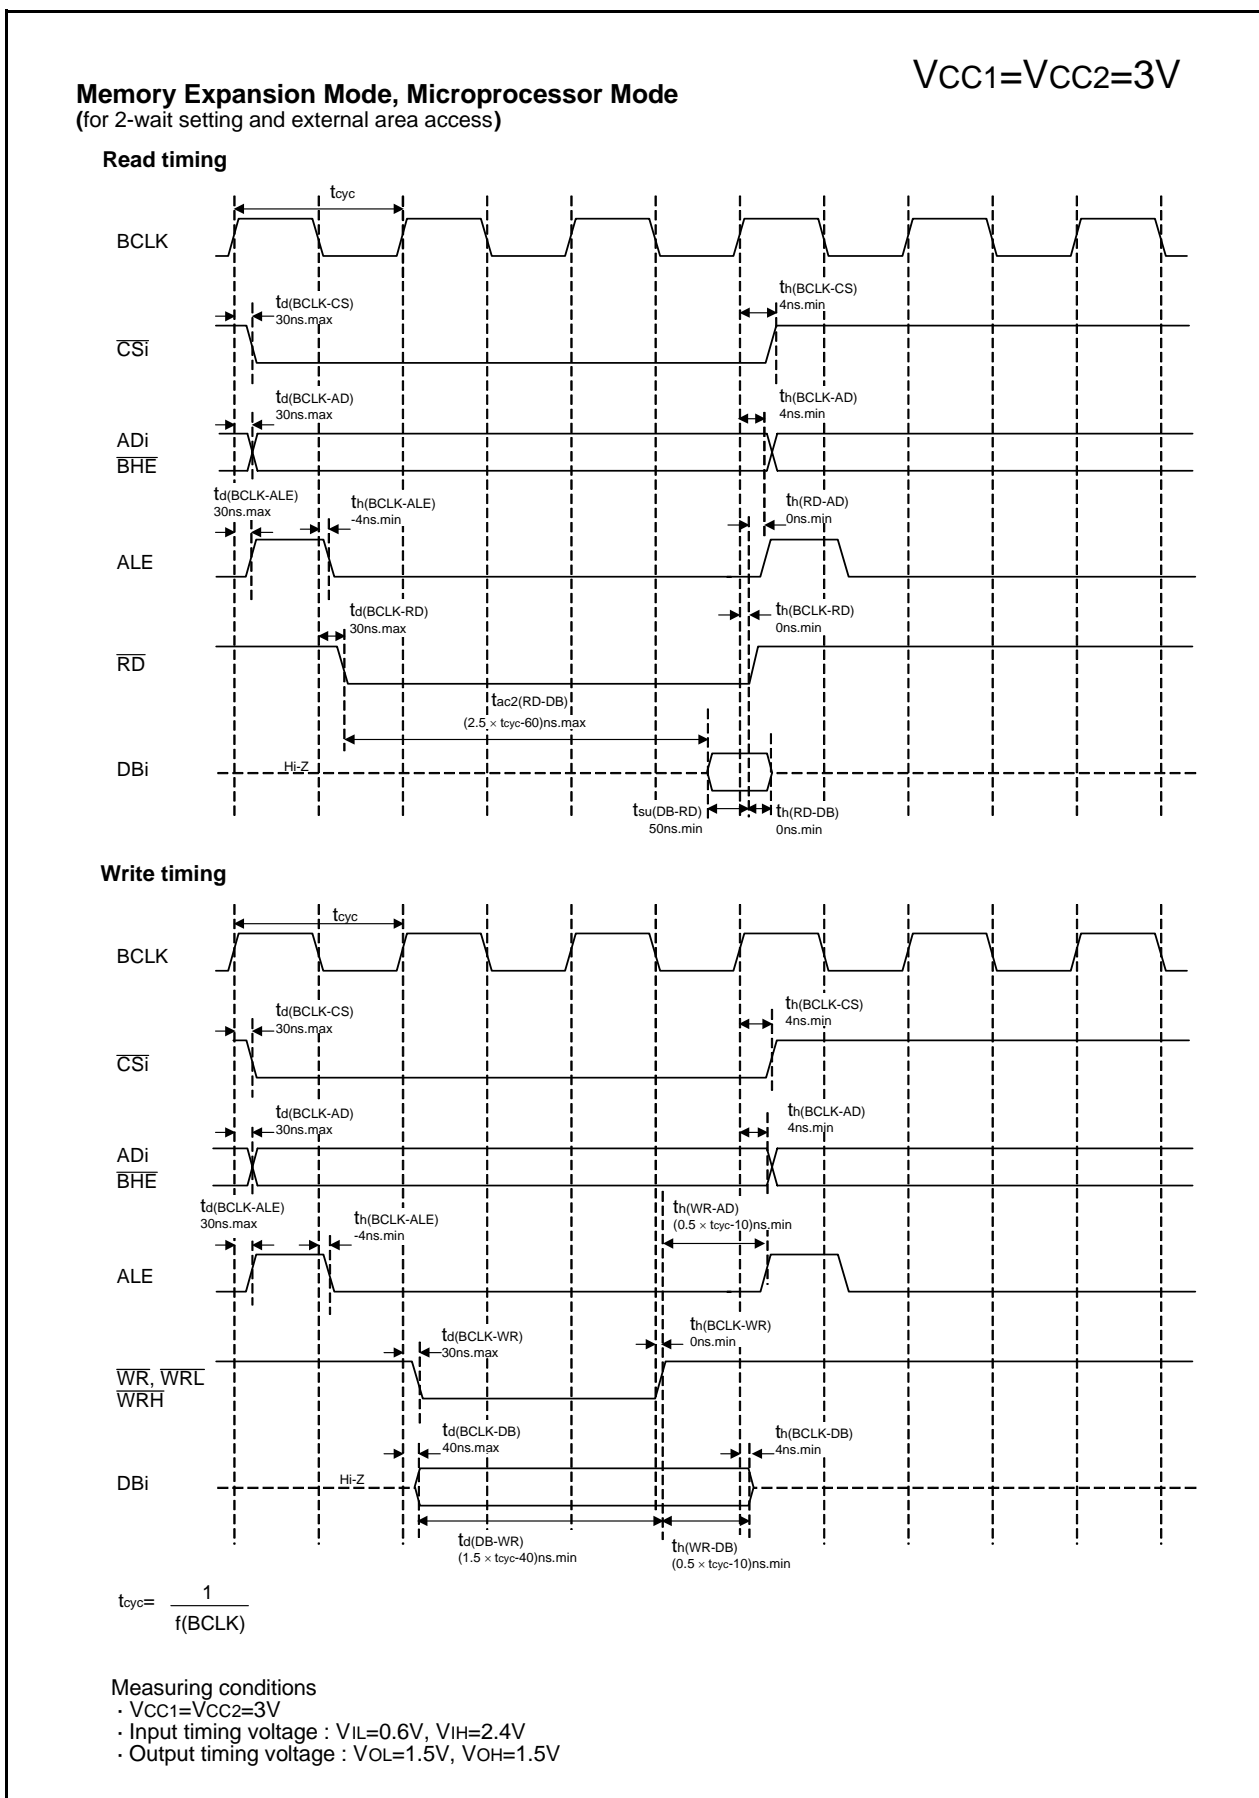 VCC1=VCC2=3V
Memory Expansion Mode, Microprocessor Mode
(for 2-wait setting and external area access)
Read timing
tcyc
BCLK
td(BCLK-CS)
30ns.max
th(BCLK-CS)
4ns.min
CSi
td(BCLK-AD)
30ns.max
th(BCLK-AD)
4ns.min
ADi
BHE
td(BCLK-ALE)
30ns.max
th(BCLK-ALE)
-4ns.min
th(RD-AD)
0ns.min
ALE
td(BCLK-RD)
30ns.max
th(BCLK-RD)
0ns.min
RD
tac2(RD-DB)
(2.5 × tcyc-60)ns.max
DBi
Hi-Z
tsu(DB-RD)
50ns.min
th(RD-DB)
0ns.min
Write timing
tcyc
BCLK
td(BCLK-CS)
30ns.max
th(BCLK-CS)
4ns.min
CSi
td(BCLK-AD)
30ns.max
th(BCLK-AD)
4ns.min
ADi
BHE
td(BCLK-ALE)
30ns.max
th(BCLK-ALE)
-4ns.min
th(WR-AD)
(0.5 × tcyc-10)ns.min
ALE
td(BCLK-WR)
30ns.max
th(BCLK-WR)
0ns.min
WR, WRL
WRH
td(BCLK-DB)
40ns.max
th(BCLK-DB)
4ns.min
DBi
Hi-Z
td(DB-WR)
(1.5 × tcyc-40)ns.min
th(WR-DB)
(0.5 × tcyc-10)ns.min
tcyc= 1
f(BCLK)
Measuring conditions
· VCC1=VCC2=3V
· Input timing voltage : VIL=0.6V, VIH=2.4V
· Output timing voltage : VOL=1.5V, VOH=1.5V